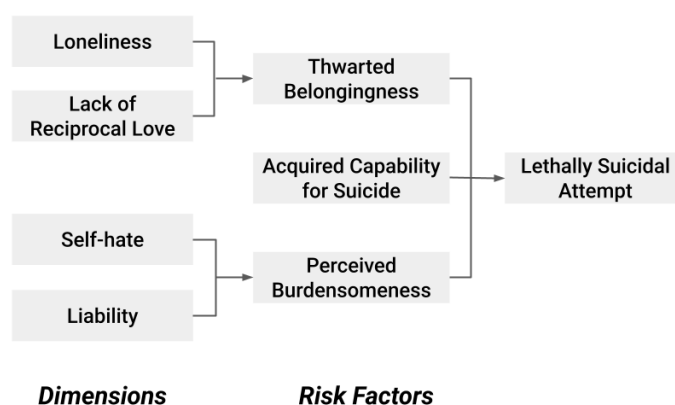 Loneliness
Lack of
Reciprocal Love
Self-hate
Liability
Thwarted
Belongingness
Acquired Capability
for Suicide
Perceived
Burdensomeness
Lethally Suicidal
Attempt
Dimensions
Risk Factors